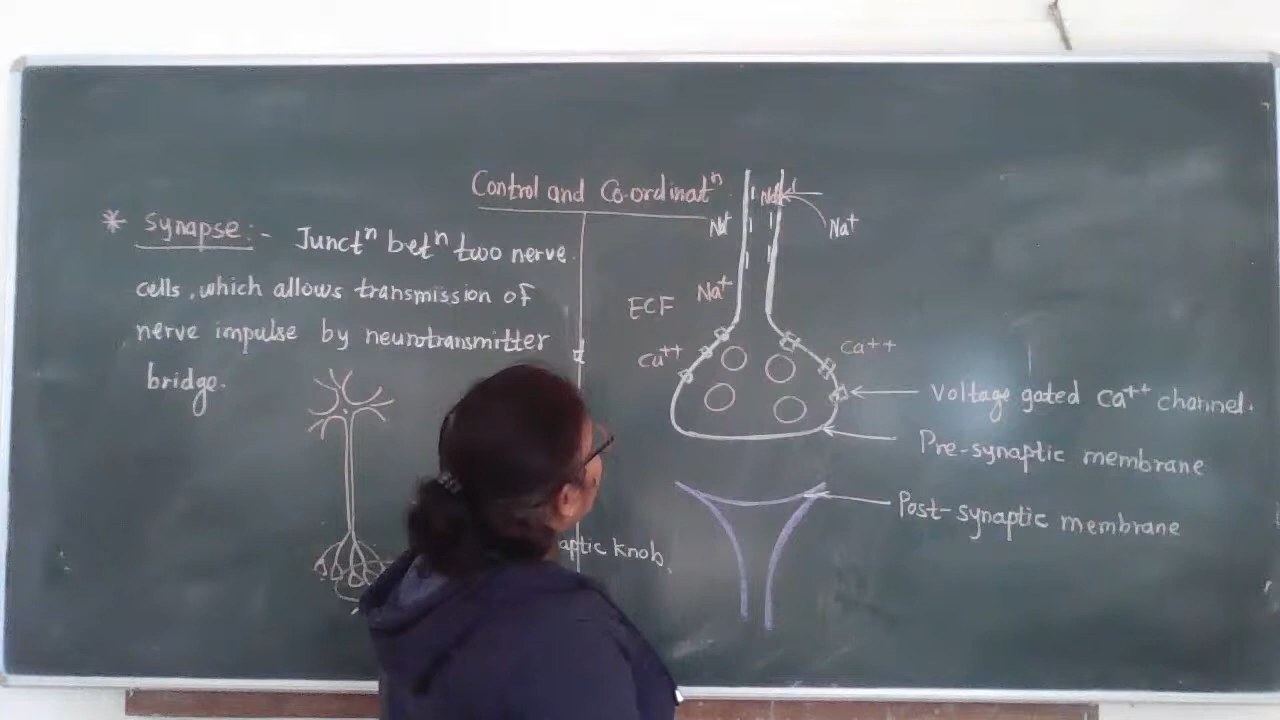 Control and Co-ordinatⁿ
* Synapse:- Junctⁿ betⁿ two nerve
cells, which allows transmission of
nerve impulse by neurotransmitter
bridge.
aptic knob.
Na⁺
Na⁺
Na⁺
ECF
Ca⁺⁺
Ca⁺⁺
Voltage gated Ca⁺⁺ channel.
Pre-synaptic membrane
Post-synaptic membrane